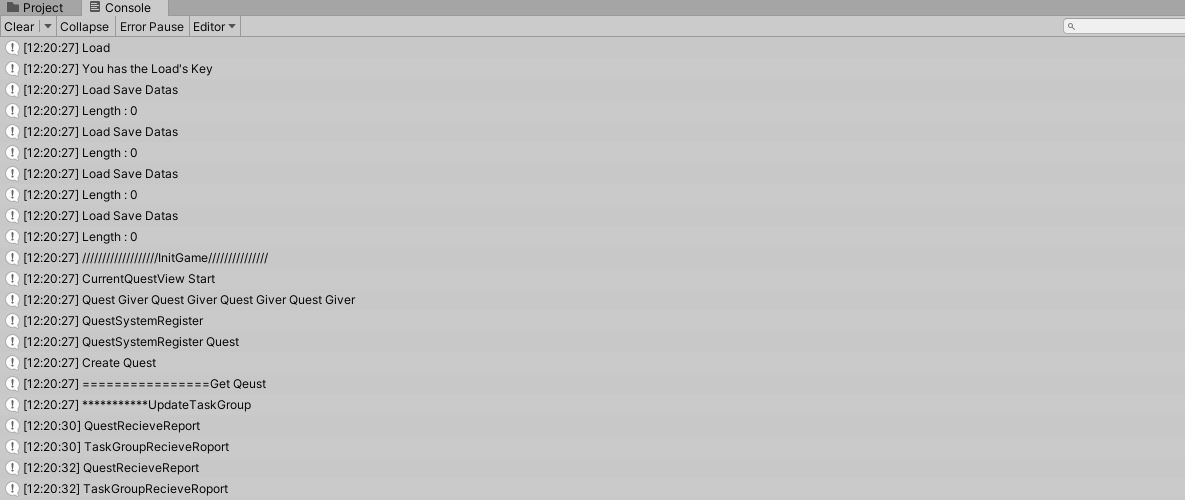 Project Console
Clear Collapse Error Pause Editor
[12:20:27] Load
[12:20:27] You has the Load's Key
[12:20:27] Load Save Datas
[12:20:27] Length : 0
[12:20:27] Load Save Datas
[12:20:27] Length : 0
[12:20:27] Load Save Datas
[12:20:27] Length : 0
[12:20:27] Load Save Datas
[12:20:27] Length : 0
[12:20:27] ///////////////////InitGame///////////////
[12:20:27] CurrentQuestView Start
[12:20:27] Quest Giver Quest Giver Quest Giver Quest Giver
[12:20:27] QuestSystemRegister
[12:20:27] QuestSystemRegister Quest
[12:20:27] Create Quest
[12:20:27] ================Get Qeust
[12:20:27] ***********UpdateTaskGroup
[12:20:30] QuestRecieveReport
[12:20:30] TaskGroupRecieveRoport
[12:20:32] QuestRecieveReport
[12:20:32] TaskGroupRecieveRoport